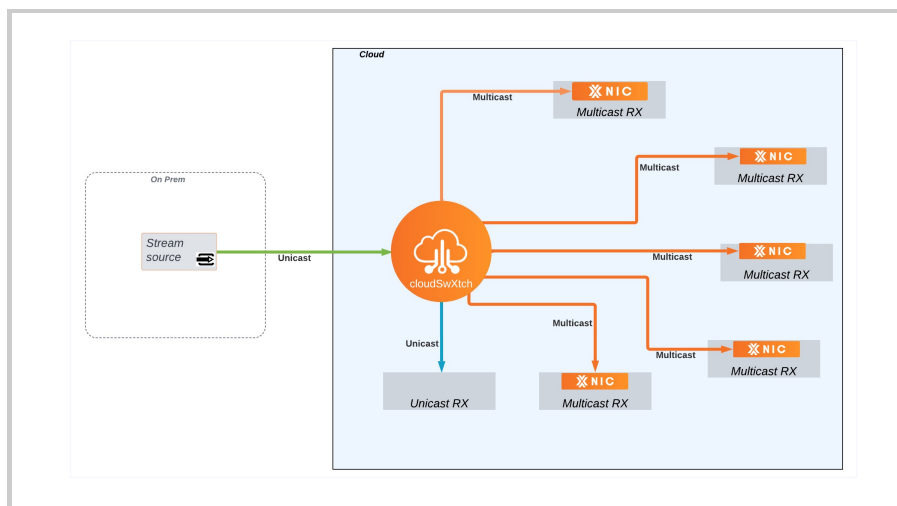 Cloud
NIC
Multicast
Multicast RX
NIC
Multicast
Multicast RX
On Prem
Stream
source
Unicast
cloudSwXtch
NIC
Multicast
Multicast RX
Multicast
Unicast
NIC
Multicast
Multicast RX
Unicast RX
NIC
Multicast RX